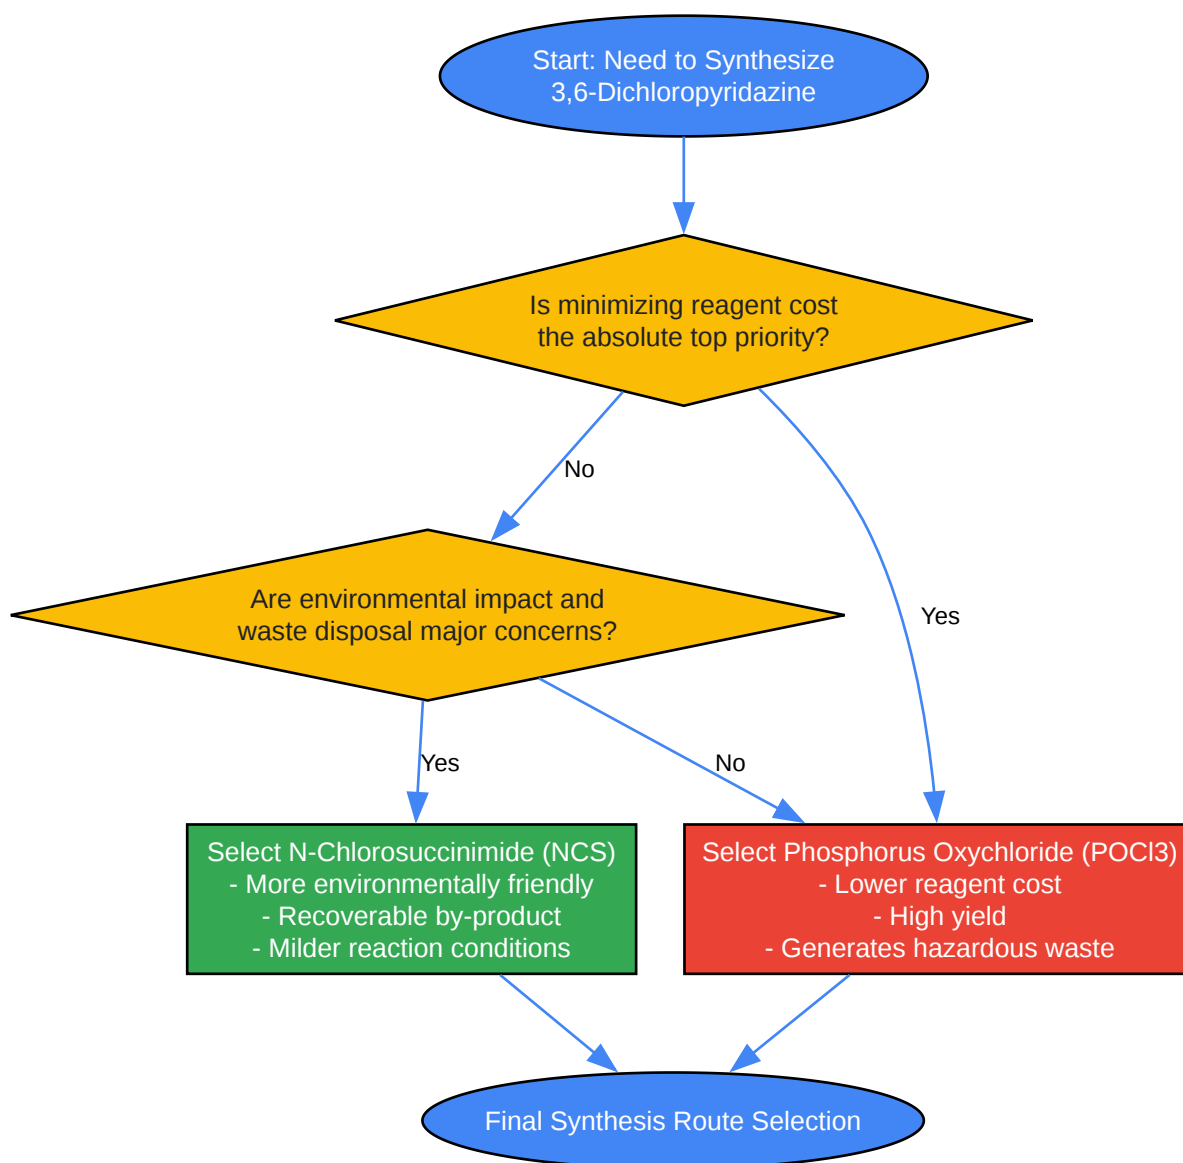 Start: Need to Synthesize
3,6-Dichloropyridazine
Is minimizing reagent cost
the absolute top priority?
No
Are environmental impact and
waste disposal major concerns?
Yes
Yes
No
Select N-Chlorosuccinimide (NCS)
- More environmentally friendly
- Recoverable by-product
- Milder reaction conditions
Select Phosphorus Oxychloride (POCl3)
- Lower reagent cost
- High yield
- Generates hazardous waste
Final Synthesis Route Selection